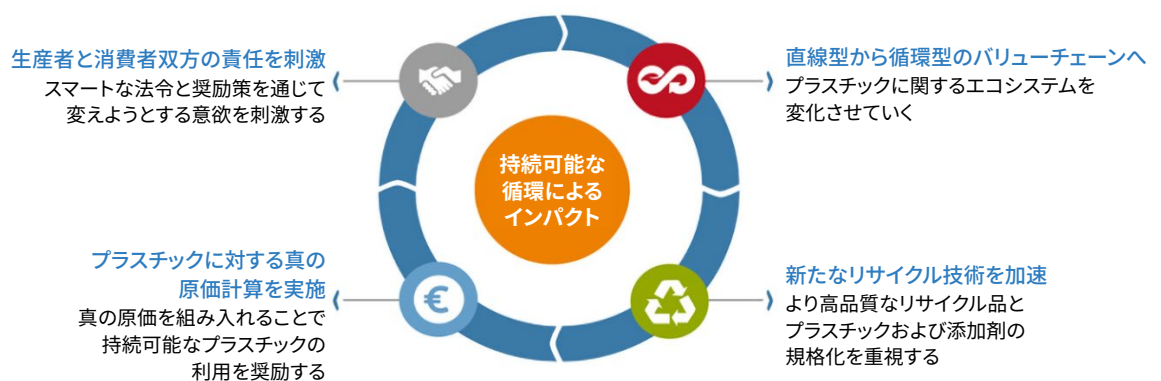 生産者と消費者双方の責任を刺激
スマートな法令と奨励策を通じて
変えようとする意欲を刺激する
直線型から循環型のバリューチェーンへ
プラスチックに関するエコシステムを
変化させていく
持続可能な
循環による
インパクト
プラスチックに対する真の
原価計算を実施
真の原価を組み入れることで
持続可能なプラスチックの
利用を奨励する
€
新たなリサイクル技術を加速
より高品質なリサイクル品と
プラスチックおよび添加剤の
規格化を重視する